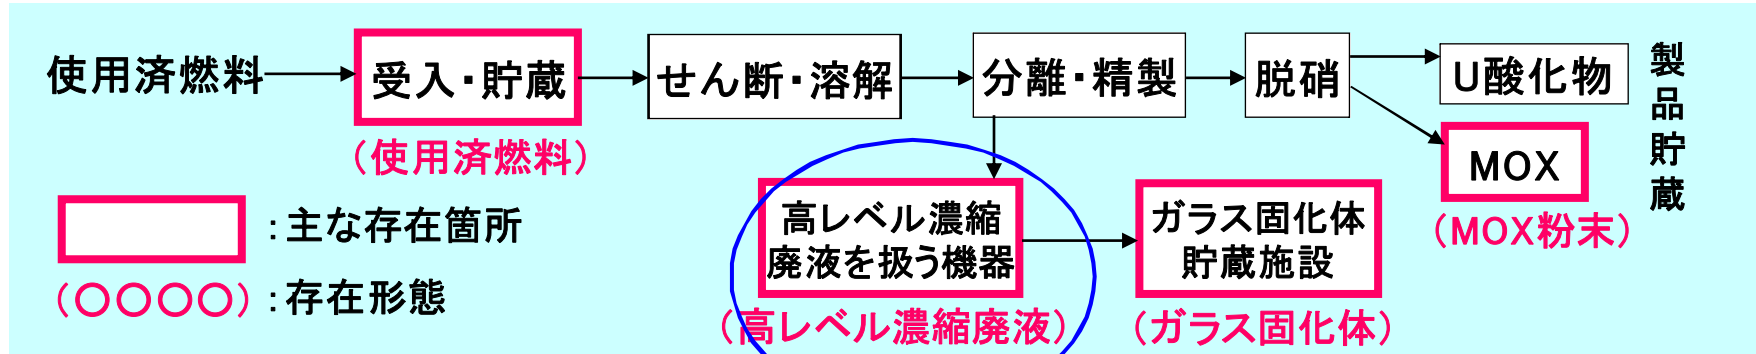 使用済燃料
受入・貯蔵
(使用済燃料)
せん断・溶解
分離・精製
脱硝
U酸化物
MOX
(MOX粉末)
製品貯蔵
高レベル濃縮
廃液を扱う機器
(高レベル濃縮廃液)
ガラス固化体
貯蔵施設
(ガラス固化体)
:主な存在箇所
(○○○○):存在形態